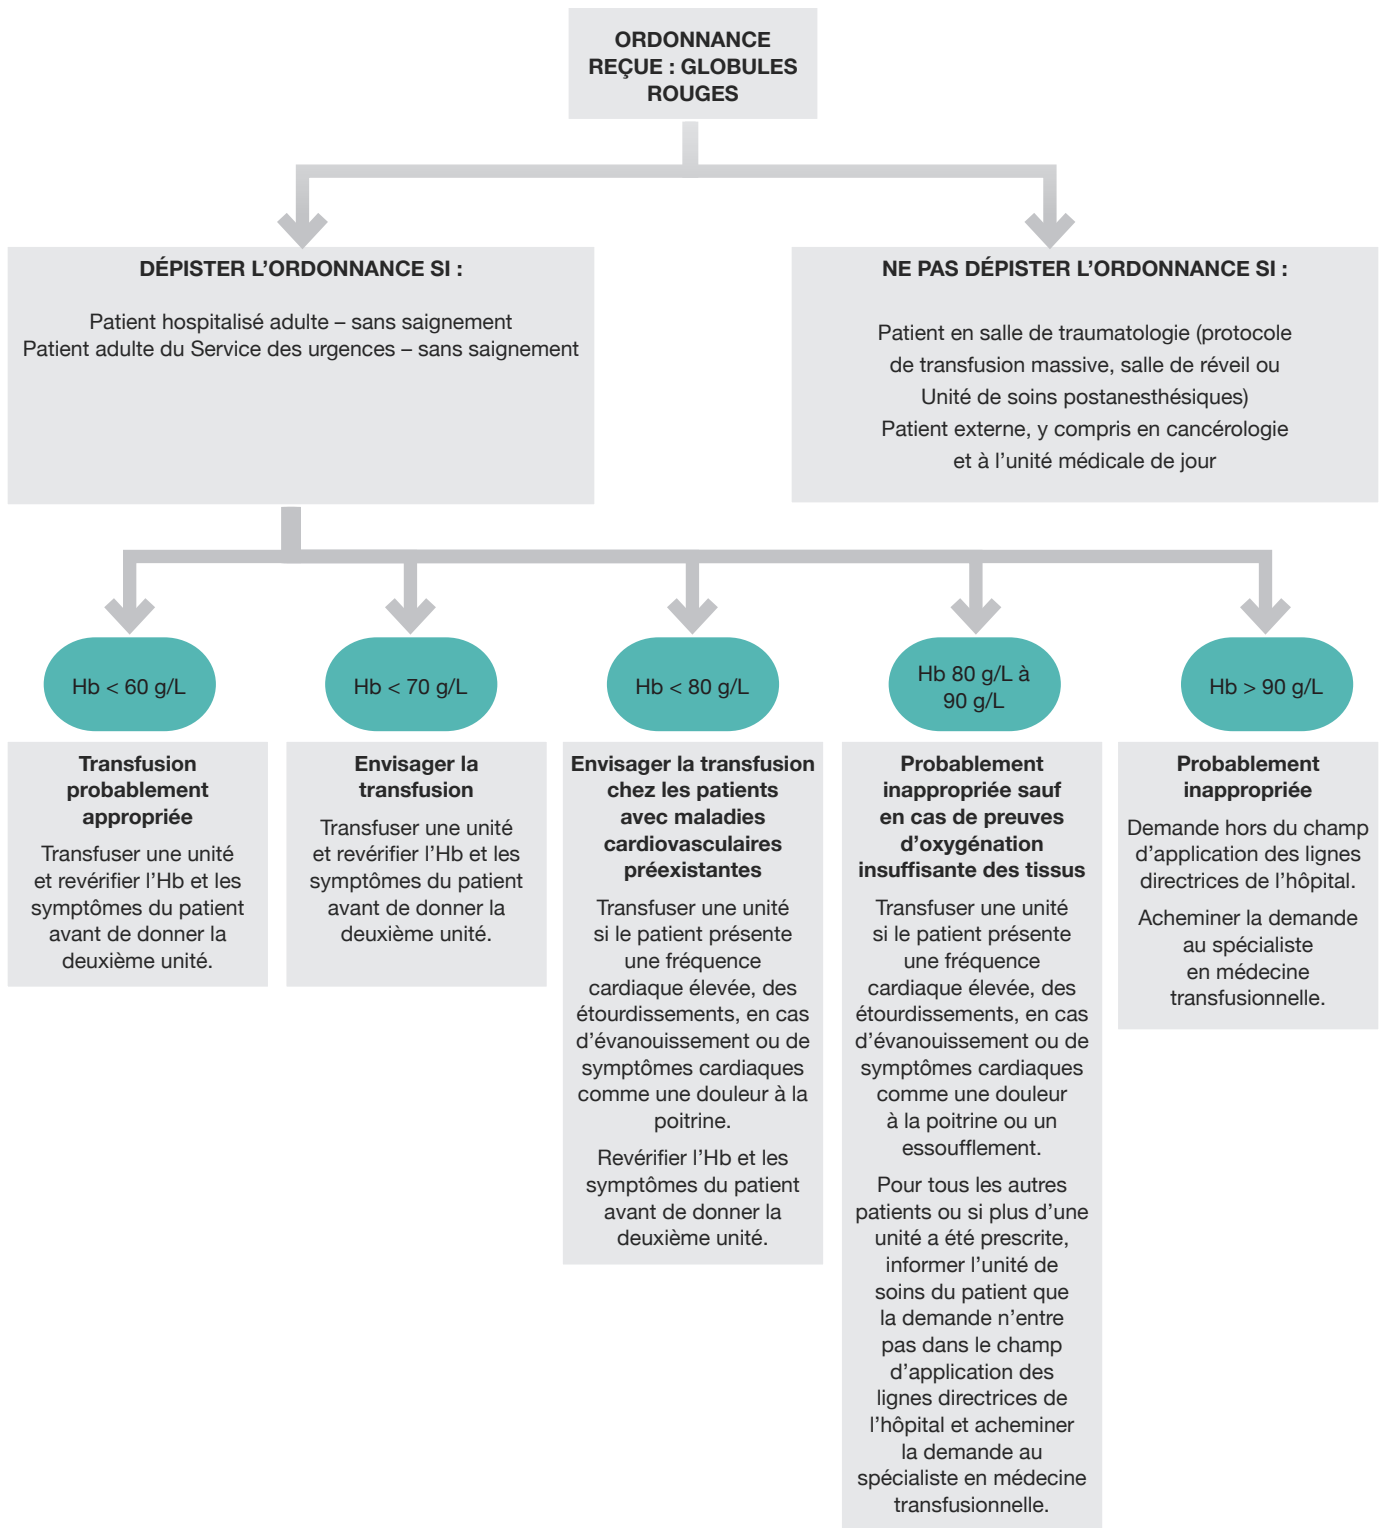 ORDONNANCE
REÇUE : GLOBULES
ROUGES
DÉPISTER L’ORDONNANCE SI :
Patient hospitalisé adulte – sans saignement
Patient adulte du Service des urgences – sans saignement
NE PAS DÉPISTER L’ORDONNANCE SI :
Patient en salle de traumatologie (protocole
de transfusion massive, salle de réveil ou
Unité de soins postanesthésiques)
Patient externe, y compris en cancérologie
et à l’unité médicale de jour
Hb < 60 g/L
Transfusion
probablement
appropriée
Transfuser une unité
et revérifier l’Hb et les
symptômes du patient
avant de donner la
deuxième unité.
Hb < 70 g/L
Envisager la
transfusion
Transfuser une unité
et revérifier l’Hb et les
symptômes du patient
avant de donner la
deuxième unité.
Hb < 80 g/L
Envisager la transfusion
chez les patients
avec maladies
cardiovasculaires
préexistantes
Transfuser une unité
si le patient présente
une fréquence
cardiaque élevée, des
étourdissements, en cas
d’évanouissement ou de
symptômes cardiaques
comme une douleur à la
poitrine.
Revérifier l’Hb et les
symptômes du patient
avant de donner la
deuxième unité.
Hb 80 g/L à
90 g/L
Probablement
inappropriée sauf
en cas de preuves
d’oxygénation
insuffisante des tissus
Transfuser une unité
si le patient présente
une fréquence
cardiaque élevée, des
étourdissements, en cas
d’évanouissement ou de
symptômes cardiaques
comme une douleur
à la poitrine ou un
essoufflement.
Pour tous les autres
patients ou si plus d’une
unité a été prescrite,
informer l’unité de
soins du patient que
la demande n’entre
pas dans le champ
d’application des
lignes directrices de
l’hôpital et acheminer
la demande au
spécialiste en médecine
transfusionnelle.
Hb > 90 g/L
Probablement
inappropriée
Demande hors du champ
d’application des lignes
directrices de l’hôpital.
Acheminer la demande
au spécialiste
en médecine
transfusionnelle.